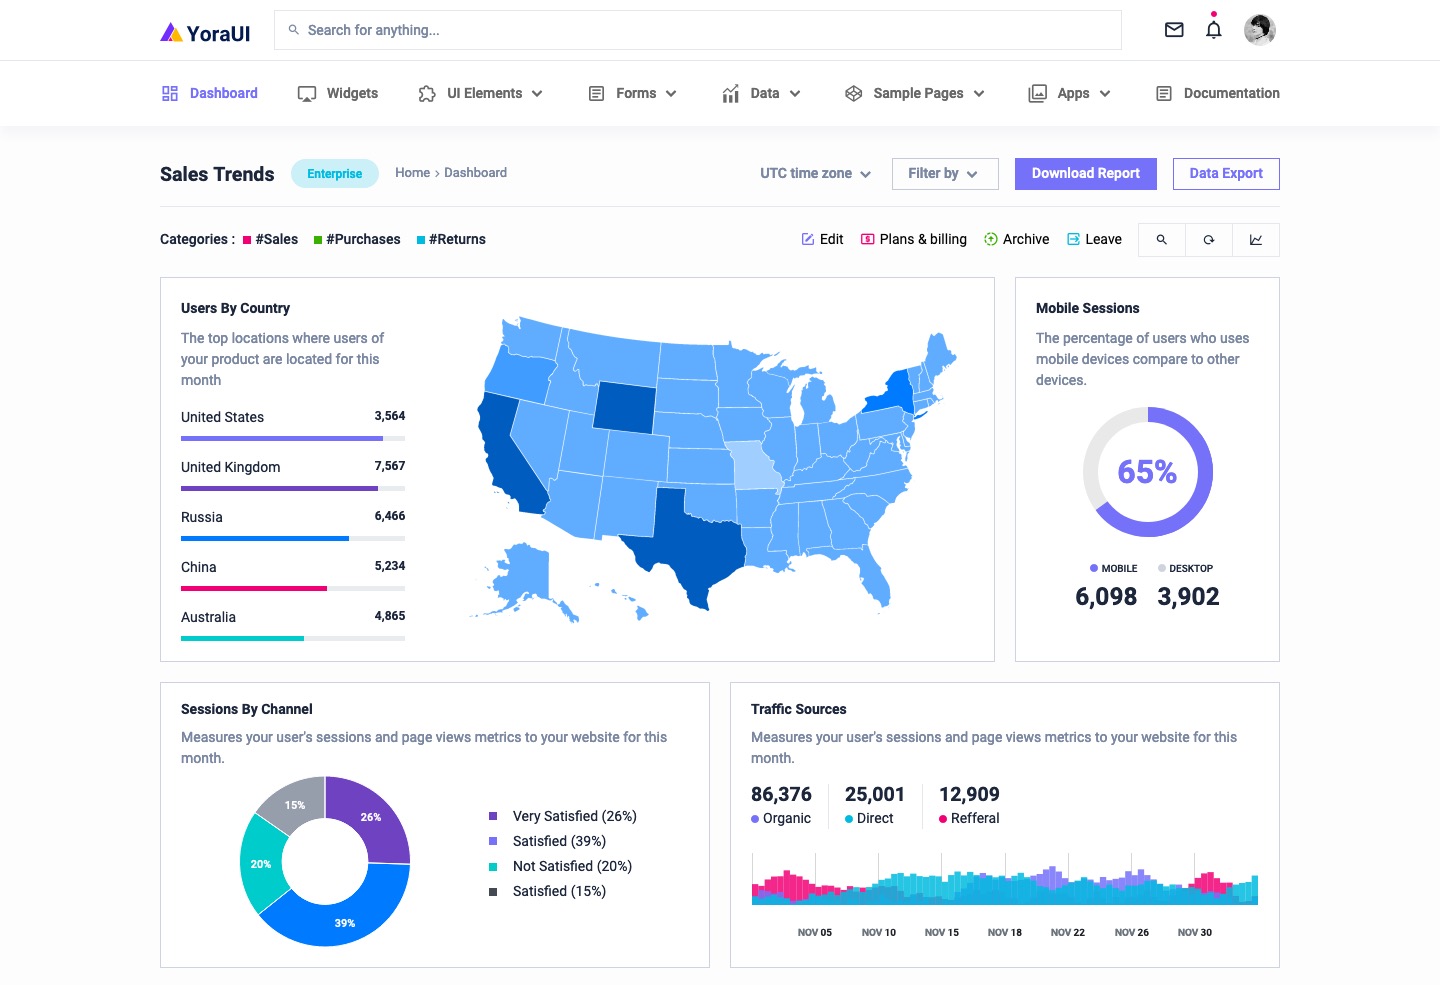 YoraUI
Search for anything...
Dashboard
Widgets
UI Elements
Forms
Data
Sample Pages
Apps
Documentation
Sales Trends
Enterprise
Home › Dashboard
UTC time zone
Filter by
Download Report
Data Export
Categories : #Sales #Purchases #Returns
Edit
Plans & billing
Archive
Leave
Users By Country
The top locations where users of
your product are located for this
month
United States 3,564
United Kingdom 7,567
Russia 6,466
China 5,234
Australia 4,865
Mobile Sessions
The percentage of users who uses
mobile devices compare to other
devices.
65%
MOBILE DESKTOP
6,098 3,902
Sessions By Channel
Measures your user's sessions and page views metrics to your website for this
month.
15%
26%
20%
39%
Very Satisfied (26%)
Satisfied (39%)
Not Satisfied (20%)
Satisfied (15%)
Traffic Sources
Measures your user's sessions and page views metrics to your website for this
month.
86,376 25,001 12,909
Organic Direct Refferal
NOV 05 NOV 10 NOV 15 NOV 18 NOV 22 NOV 26 NOV 30